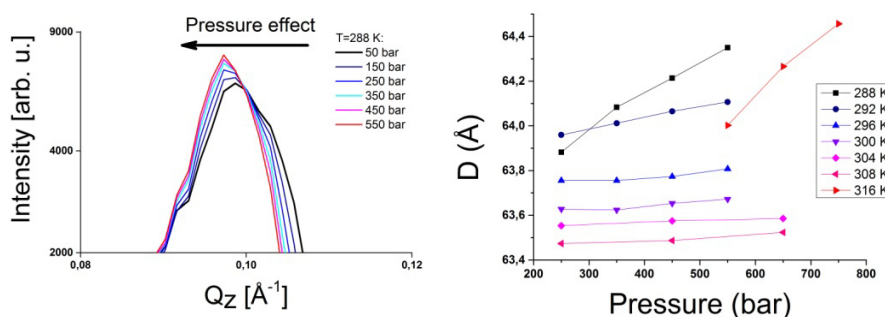 Pressure effect
T=288 K:
50 bar
150 bar
250 bar
350 bar
450 bar
550 bar
9000
4000
2000
0,08
0,10
0,12
Intensity [arb. u.]
Qz [Å-1]
64,4
64,2
64,0
63,8
63,6
63,4
200 300 400 500 600 700 800
D (Å)
Pressure (bar)
288 K
292 K
296 K
300 K
304 K
308 K
316 K